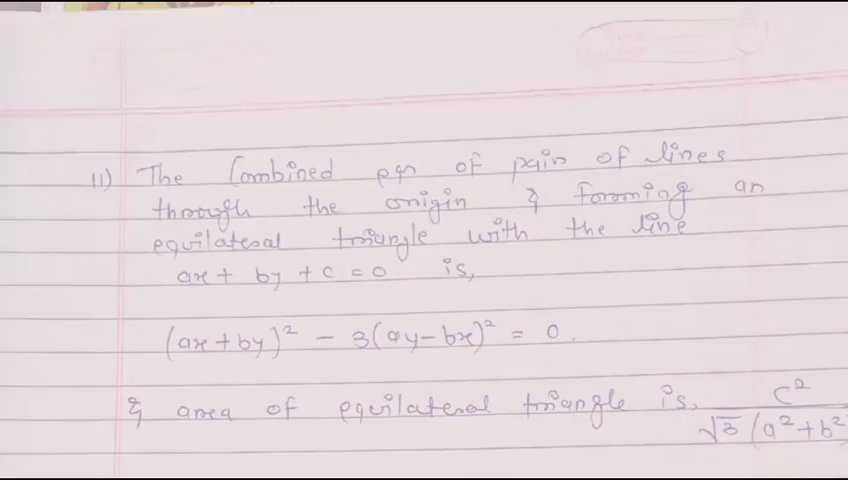 11) The Combined eqn of pair of lines
through the origin & forming an
equilateral triangle with the line
ax + by + c = 0 is,
(ax+by)² - 3(ay-bx)² = 0.
& area of equilateral triangle is, c²/√3 (a²+b²